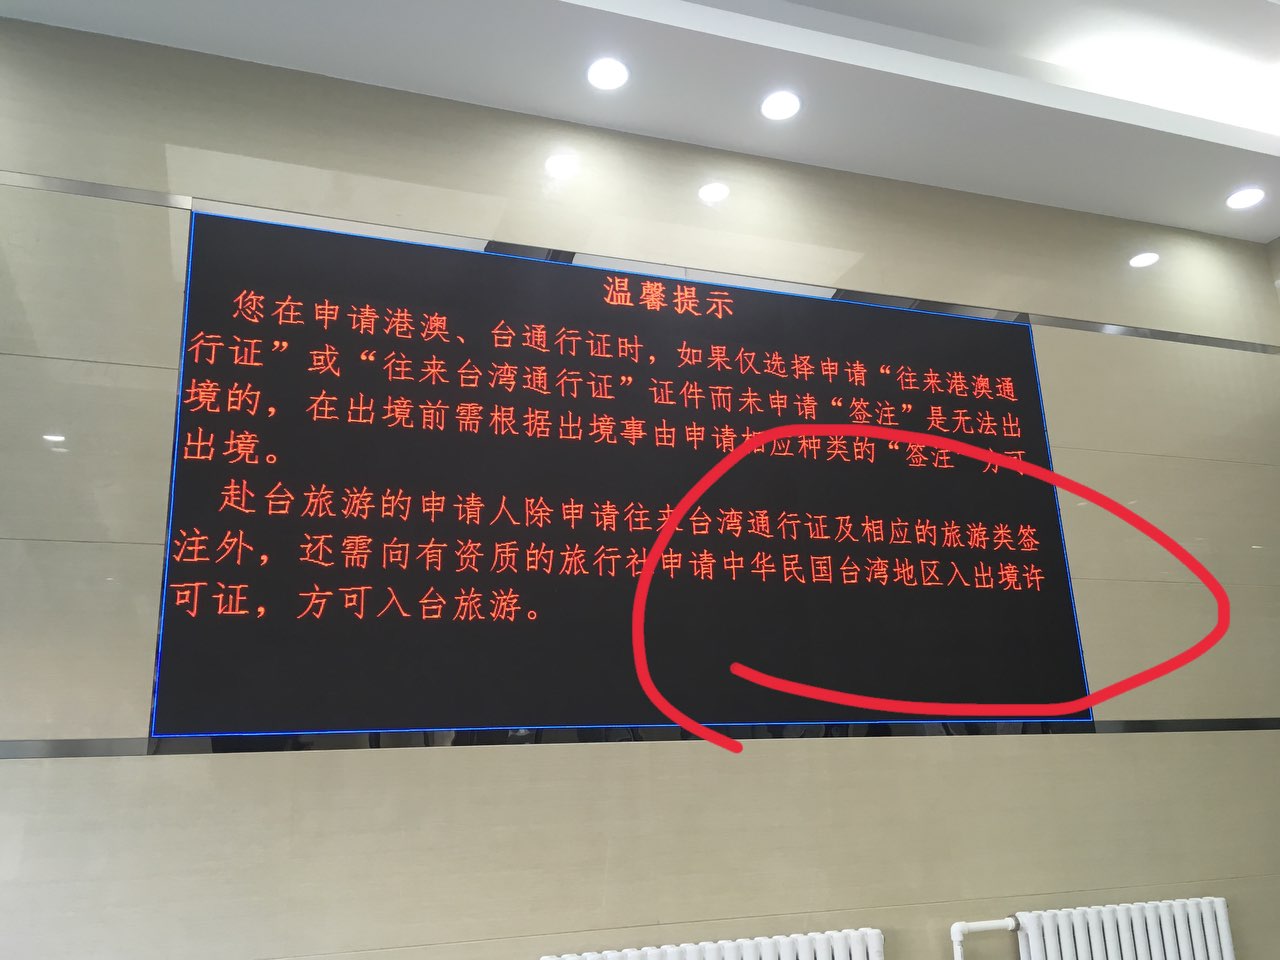 温馨提示
您在申请港澳、台通行证时，如果仅选择申请“往来港澳通
行证”或“往来台湾通行证”证件而未申请“签注”是无法出
境的，在出境前需根据出境事由申请相应种类的“签注”方可
出境。
赴台旅游的申请人除申请往来台湾通行证及相应的旅游类签
注外，还需向有资质的旅行社申请中华民国台湾地区入出境许
可证，方可入台旅游。